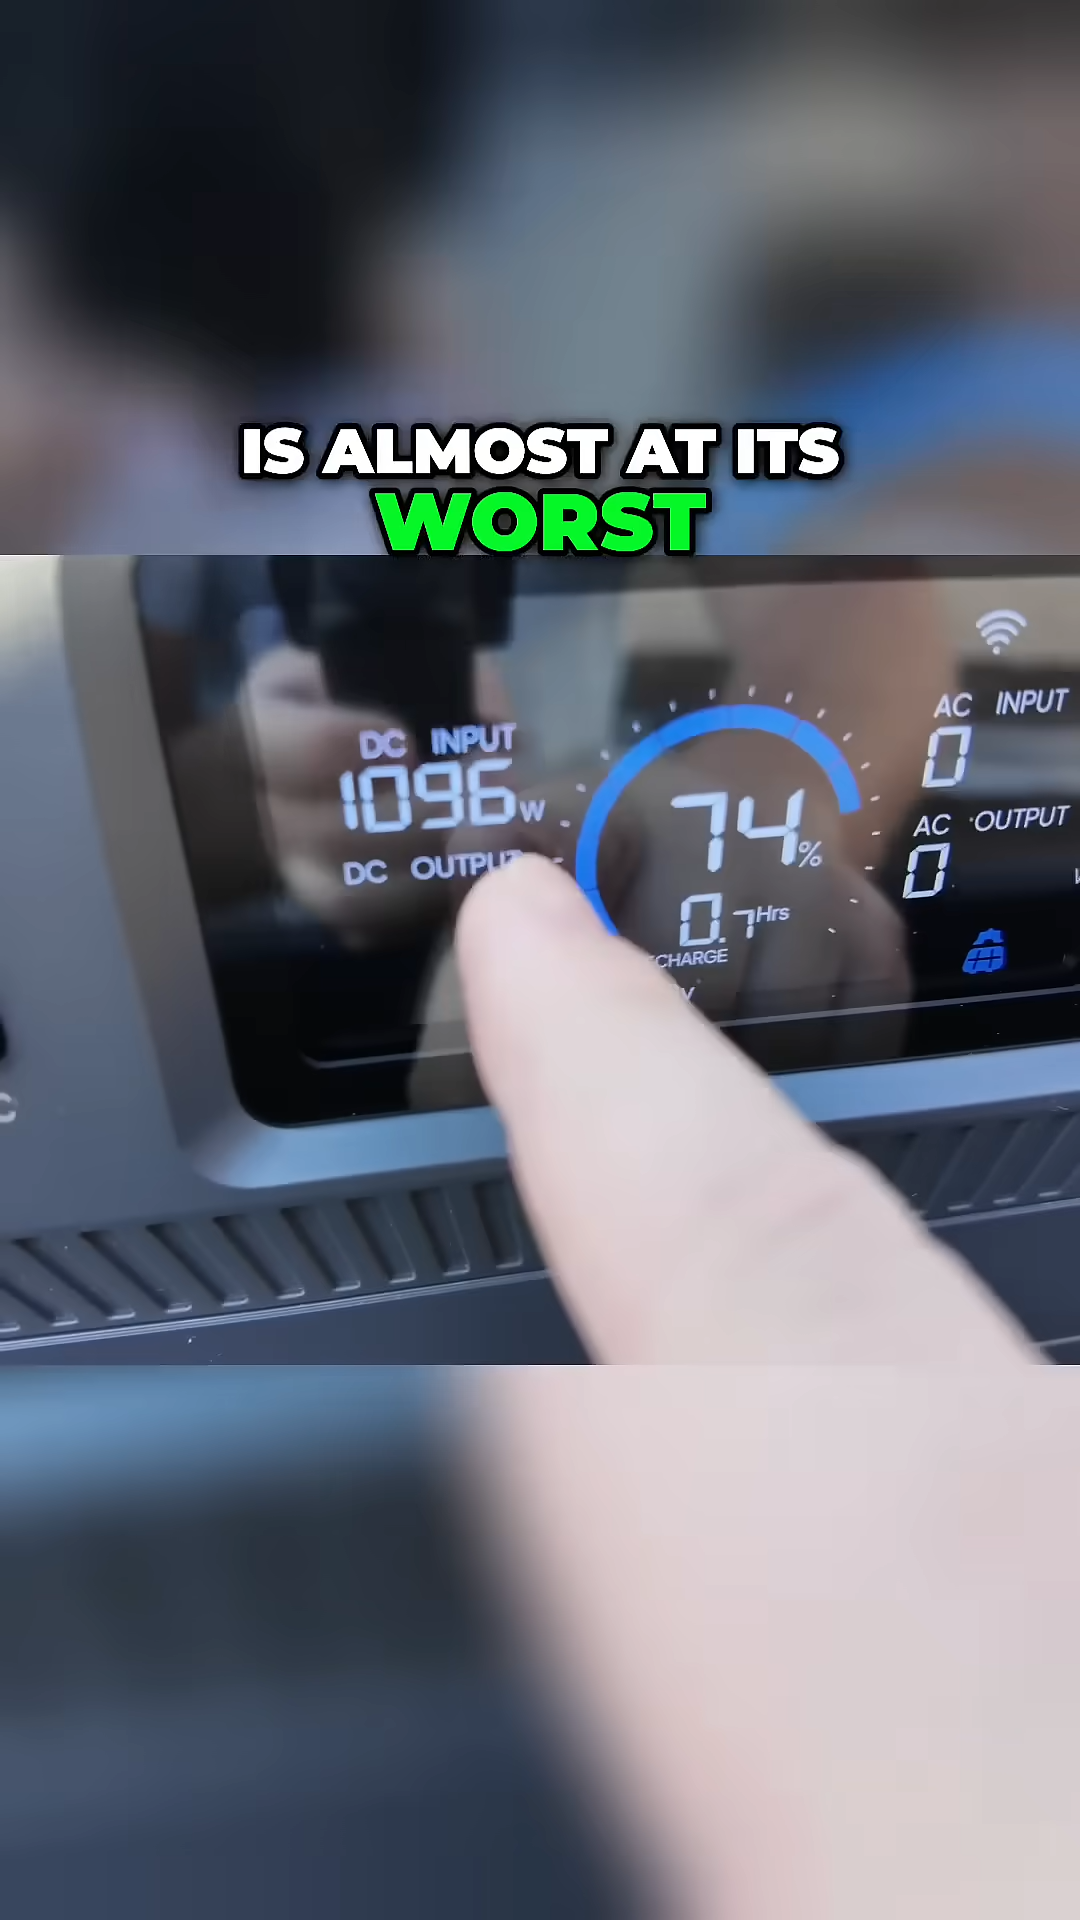 IS ALMOST AT ITS
WORST
DC INPUT
1096W
DC OUTPUT
74%
0.7Hrs
CHARGE
V
AC INPUT
0
AC OUTPUT
0
C